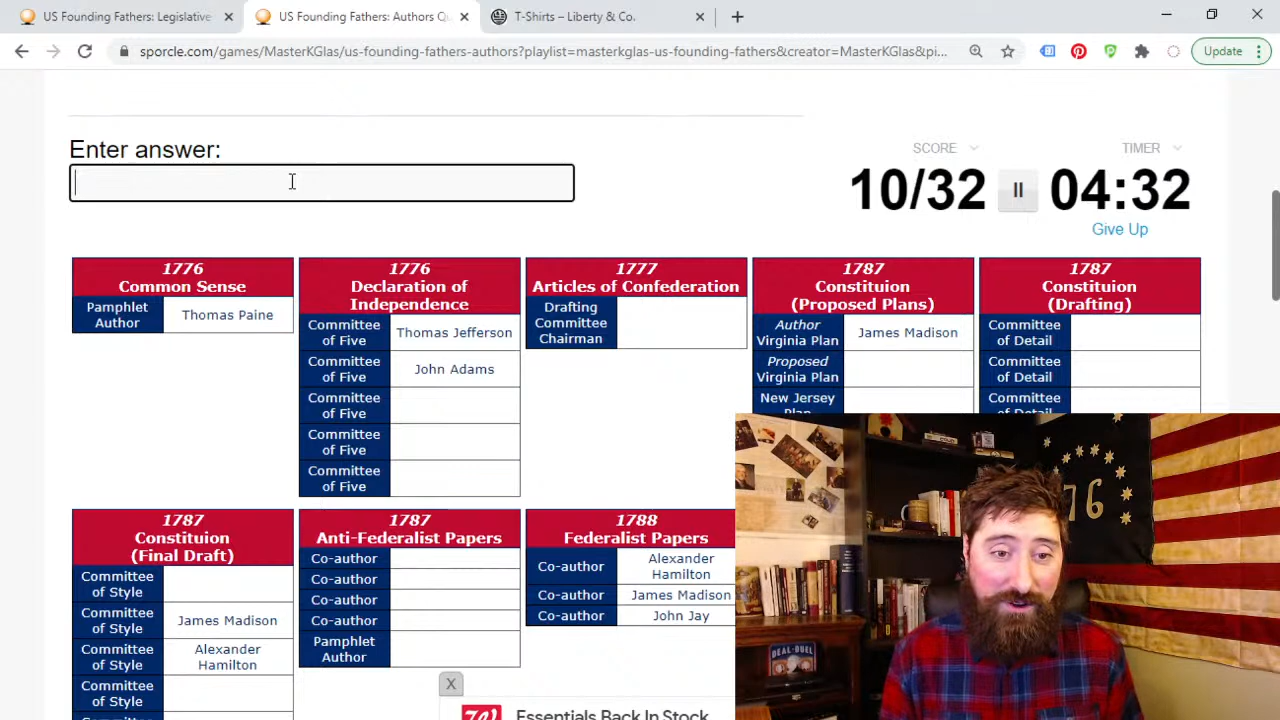 US Founding Fathers: Legislative
US Founding Fathers: Authors Qu
T-Shirts – Liberty & Co.
sporcle.com/games/MasterKGlas/us-founding-fathers-authors?playlist=masterkglas-us-founding-fathers&creator=MasterKGlas&pi...
Update
Enter answer:
SCORE
TIMER
10/32
04:32
Give Up
1776
Common Sense
Pamphlet
Author
Thomas Paine
1776
Declaration of
Independence
Committee
of Five
Thomas Jefferson
Committee
of Five
John Adams
Committee
of Five
Committee
of Five
Committee
of Five
1777
Articles of Confederation
Drafting
Committee
Chairman
1787
Constituion
(Proposed Plans)
Author
Virginia Plan
James Madison
Proposed
Virginia Plan
New Jersey
Plan
1787
Constituion
(Drafting)
Committee
of Detail
Committee
of Detail
Committee
of Detail
1787
Constituion
(Final Draft)
Committee
of Style
Committee
of Style
James Madison
Committee
of Style
Alexander
Hamilton
Committee
of Style
Committee
1787
Anti-Federalist Papers
Co-author
Co-author
Co-author
Co-author
Pamphlet
Author
1788
Federalist Papers
Co-author
Alexander
Hamilton
Co-author
James Madison
Co-author
John Jay
X
Essentials Back In Stock
76
DEAL-DUEL